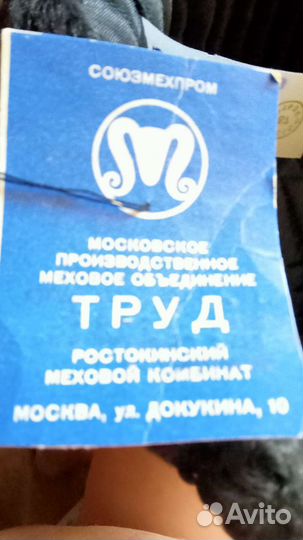 СОЮЗМЕХПРОМ
МОСКОВСКОЕ
ПРОИЗВОДСТВЕННОЕ
МЕХОВОЕ ОБЪЕДИНЕНИЕ
ТРУД
РОСТОКИНСКИЙ
МЕХОВОЙ КОМБИНАТ
МОСКВА, ул. ДОКУКИНА, 10
Avito